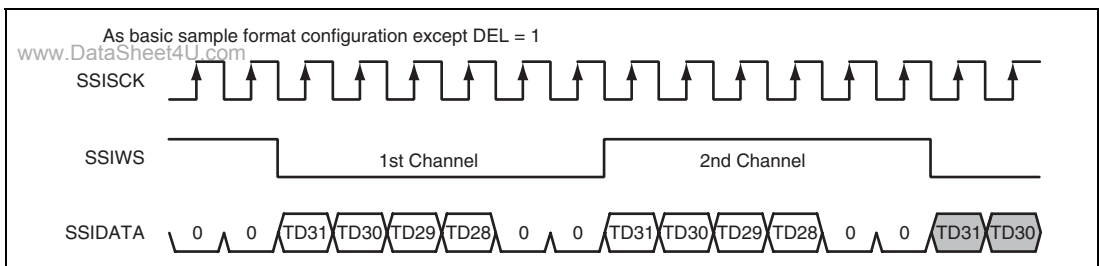 As basic sample format configuration except DEL = 1
www.DataSheet4U.com
SSISCK
SSIWS 1st Channel 2nd Channel
SSIDATA 0 0 TD31 TD30 TD29 TD28 0 0 TD31 TD30 TD29 TD28 0 0 TD31 TD30